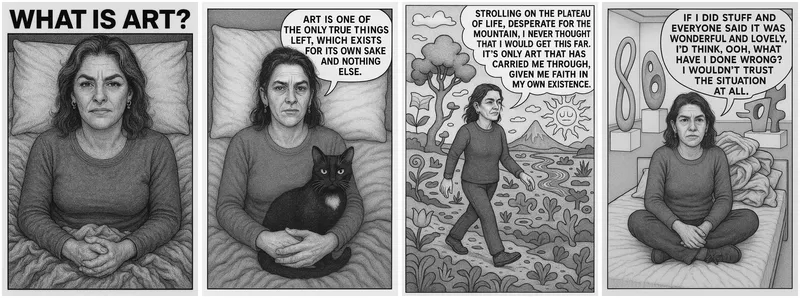 WHAT IS ART?
ART IS ONE OF
THE ONLY TRUE THINGS
LEFT, WHICH EXISTS
FOR ITS OWN SAKE
AND NOTHING
ELSE.
STROLLING ON THE PLATEAU
OF LIFE, DESPERATE FOR THE
MOUNTAIN, I NEVER THOUGHT
THAT I WOULD GET THIS FAR.
IT'S ONLY ART THAT HAS
CARRIED ME THROUGH,
GIVEN ME FAITH IN
MY OWN EXISTENCE.
IF I DID STUFF AND
EVERYONE SAID IT WAS
WONDERFUL AND LOVELY,
I'D THINK, OOH, WHAT
HAVE I DONE WRONG?
I WOULDN'T TRUST
THE SITUATION
AT ALL.